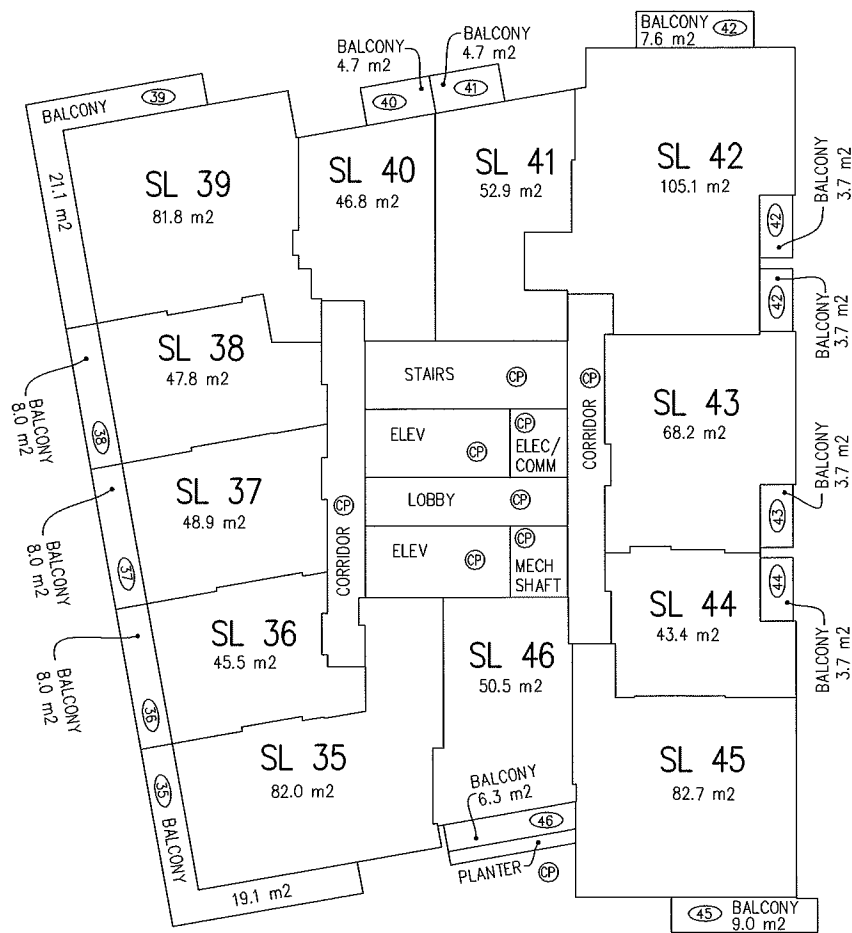 BALCONY 42
7.6 m2
BALCONY
4.7 m2
BALCONY
4.7 m2
BALCONY 39
40
41
21.1 m2
SL 39
81.8 m2
SL 40
46.8 m2
SL 41
52.9 m2
SL 42
105.1 m2
42
BALCONY
3.7 m2
42
BALCONY
3.7 m2
SL 38
47.8 m2
BALCONY
8.0 m2
38
STAIRS CP
CP
CORRIDOR
SL 43
68.2 m2
ELEV CP
CP
ELEC/
COMM
BALCONY
3.7 m2
43
SL 37
48.9 m2
BALCONY
8.0 m2
37
CP
CORRIDOR
LOBBY CP
ELEV CP
CP
MECH
SHAFT
SL 44
43.4 m2
44
BALCONY
3.7 m2
SL 36
45.5 m2
BALCONY
8.0 m2
36
SL 46
50.5 m2
SL 35
82.0 m2
35 BALCONY
19.1 m2
BALCONY
6.3 m2
46
PLANTER CP
SL 45
82.7 m2
45 BALCONY
9.0 m2